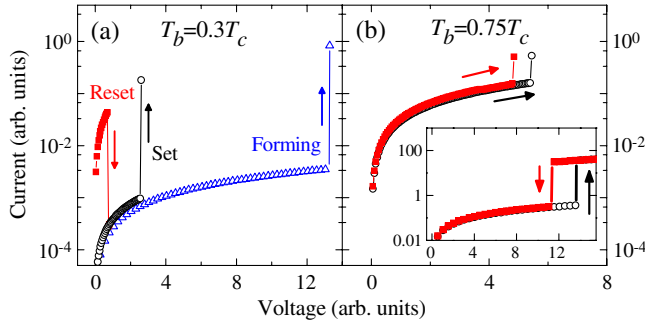 (a) T_b=0.3T_c
(b) T_b=0.75T_c
10^0
10^-2
10^-4
Current (arb. units)
Reset
Set
Forming
0 4 8 12
100
1
0.01
0 4 8 12
10^0
10^-2
10^-4
0 4 8
Voltage (arb. units)